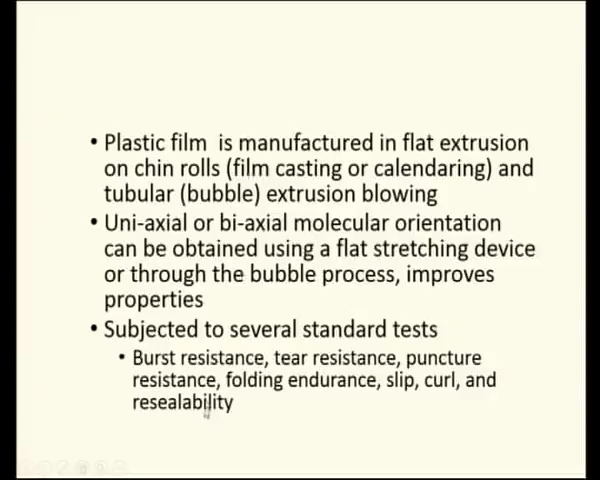 • Plastic film is manufactured in flat extrusion
on chin rolls (film casting or calendaring) and
tubular (bubble) extrusion blowing
• Uni-axial or bi-axial molecular orientation
can be obtained using a flat stretching device
or through the bubble process, improves
properties
• Subjected to several standard tests
• Burst resistance, tear resistance, puncture
resistance, folding endurance, slip, curl, and
resealability